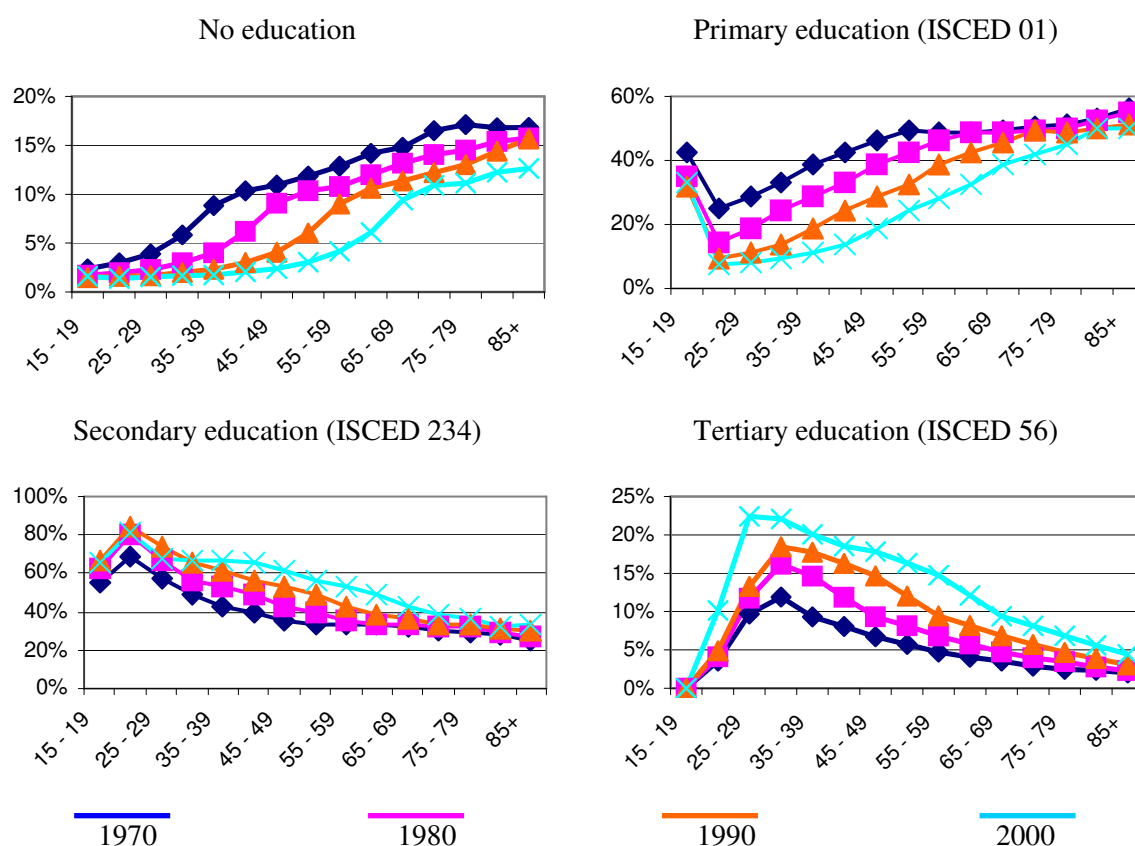 No education
20%
15%
10%
5%
0%
15 - 19
25 - 29
35 - 39
45 - 49
55 - 59
65 - 69
75 - 79
85+
Primary education (ISCED 01)
60%
40%
20%
0%
15 - 19
25 - 29
35 - 39
45 - 49
55 - 59
65 - 69
75 - 79
85+
Secondary education (ISCED 234)
100%
80%
60%
40%
20%
0%
15 - 19
25 - 29
35 - 39
45 - 49
55 - 59
65 - 69
75 - 79
85+
Tertiary education (ISCED 56)
25%
20%
15%
10%
5%
0%
15 - 19
25 - 29
35 - 39
45 - 49
55 - 59
65 - 69
75 - 79
85+
1970
1980
1990
2000